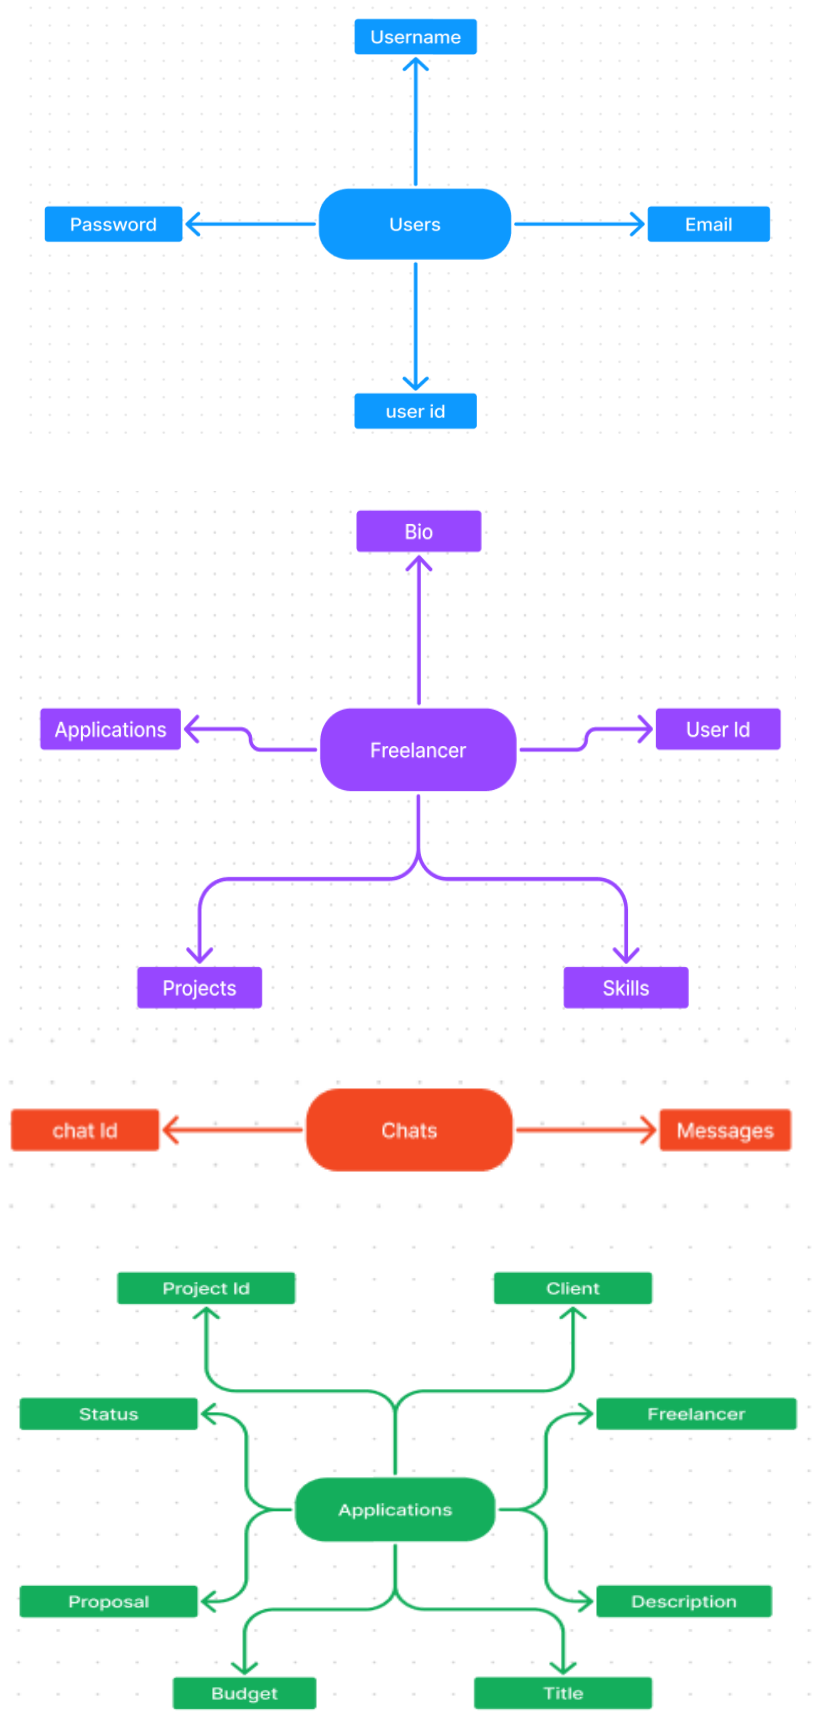 Username
Password
Users
Email
user id
Bio
Applications
Freelancer
User Id
Projects
Skills
chat Id
Chats
Messages
Project Id
Client
Status
Freelancer
Applications
Proposal
Description
Budget
Title